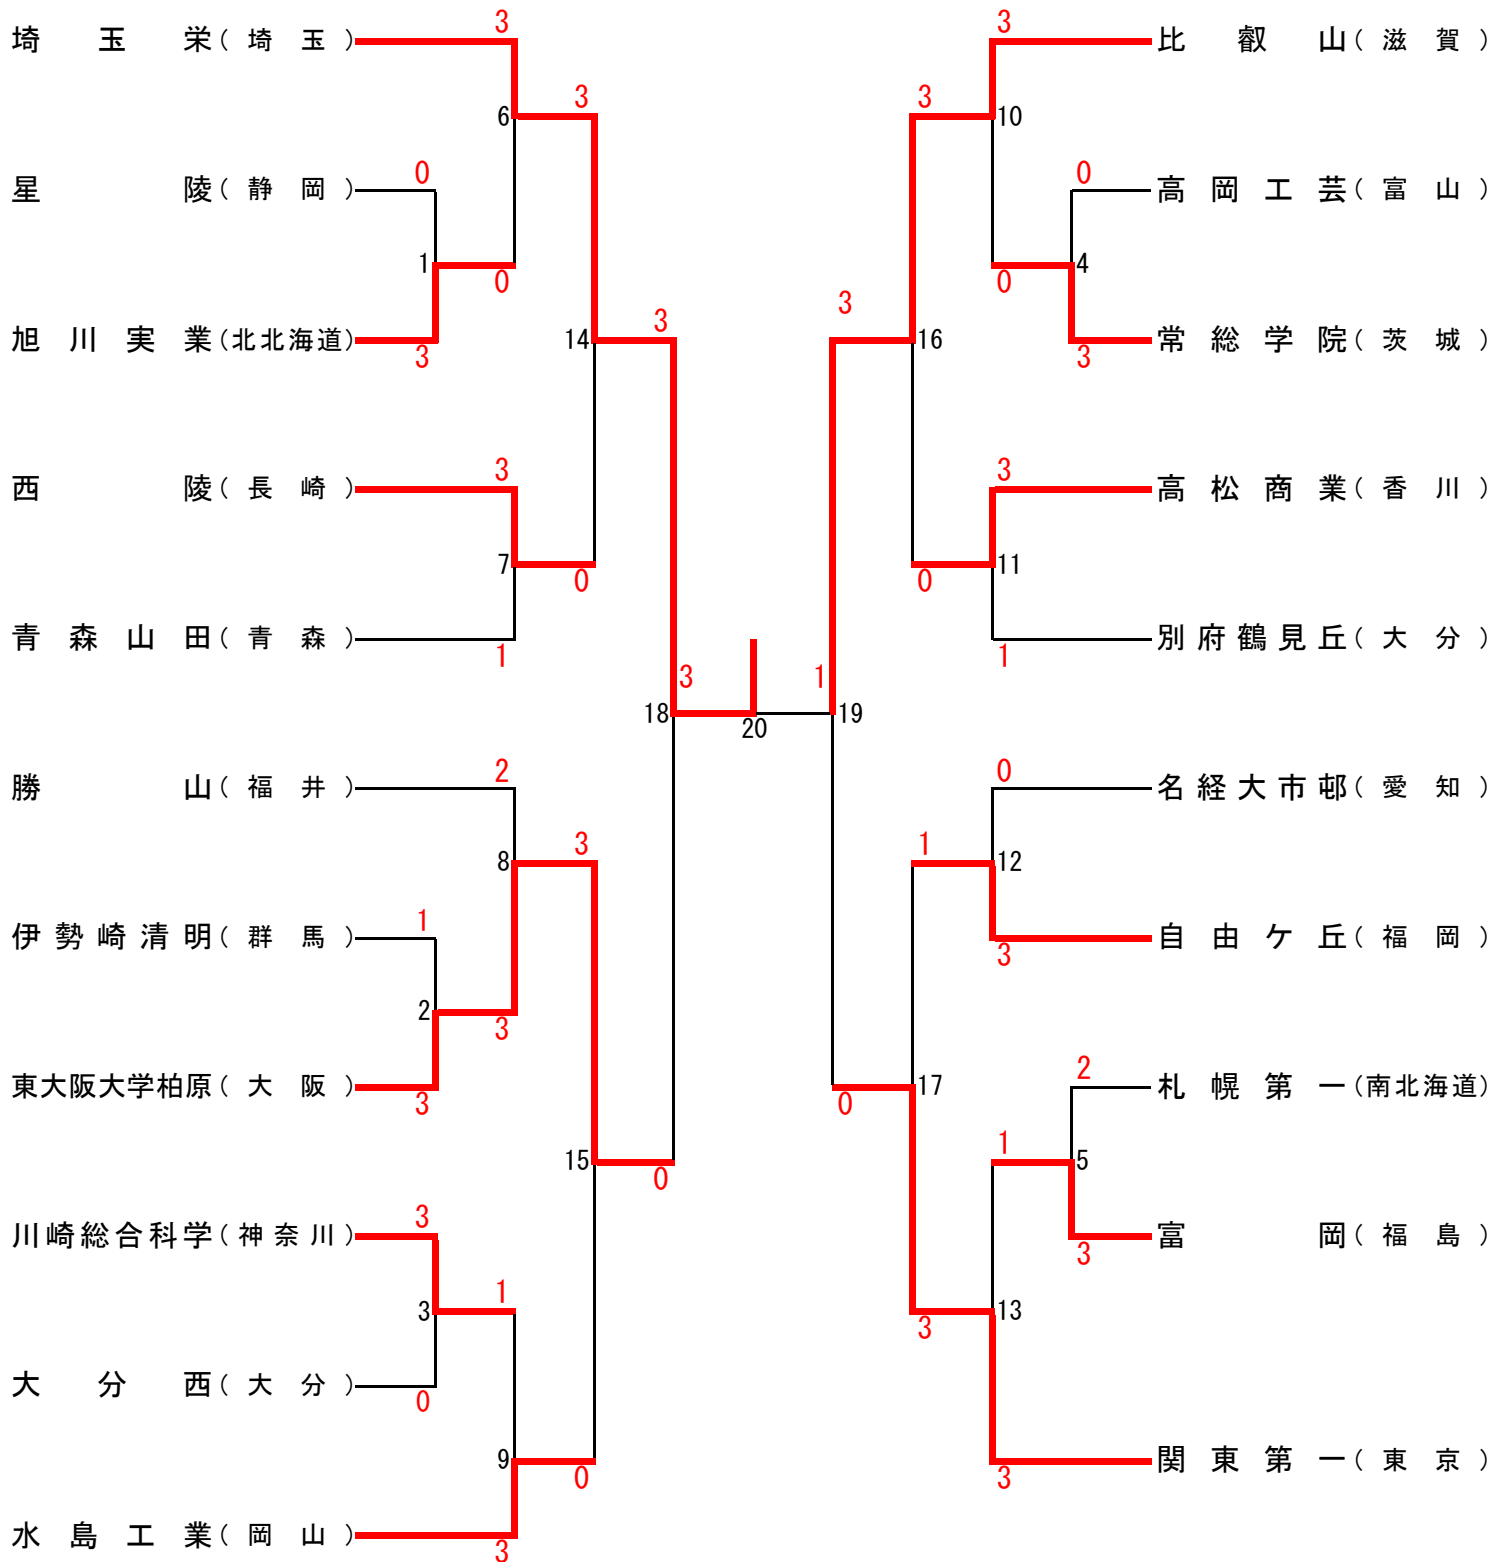 3 3
埼玉栄(埼玉) 比叡山(滋賀)
3 3
6 10
0 0
星陵(静岡) 高岡工芸(富山)
1 4
0 0
3 3
旭川実業(北北海道) 14 16 常総学院(茨城)
3 3
3 3
西陵(長崎) 高松商業(香川)
7 11
0 0
青森山田(青森) 別府鶴見丘(大分)
1 1
3 1
18 20 19
2 0
勝山(福井) 名経大市邨(愛知)
3 1
8 12
1
伊勢崎清明(群馬) 自由ケ丘(福岡)
3
2
3
2
東大阪大学柏原(大阪) 17 札幌第一(南北海道)
3 0
1
15 5
0
3
川崎総合科学(神奈川) 富岡(福島)
3
1
3 13
3
大分西(大分)
0
9 関東第一(東京)
0 3
水島工業(岡山)
3